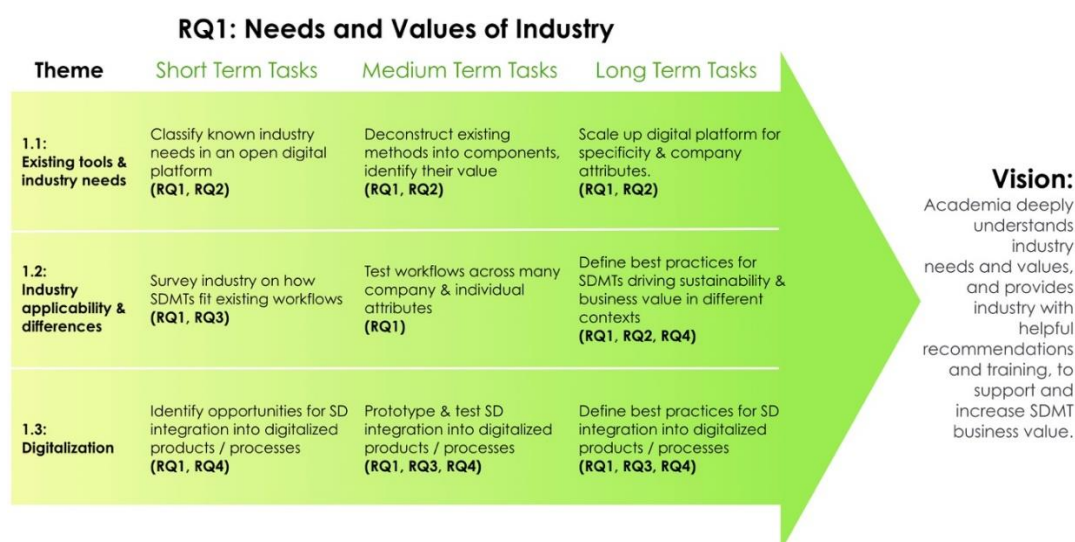 RQ1: Needs and Values of Industry
Theme
Short Term Tasks
Medium Term Tasks
Long Term Tasks
1.1:
Existing tools &
industry needs
Classify known industry
needs in an open digital
platform
(RQ1, RQ2)
Deconstruct existing
methods into components,
identify their value
(RQ1, RQ2)
Scale up digital platform for
specificity & company
attributes.
(RQ1, RQ2)
1.2:
Industry
applicability &
differences
Survey industry on how
SDMTs fit existing workflows
(RQ1, RQ3)
Test workflows across many
company & individual
attributes
(RQ1)
Define best practices for
SDMTs driving sustainability &
business value in different
contexts
(RQ1, RQ2, RQ4)
1.3:
Digitalization
Identify opportunities for SD
integration into digitalized
products / processes
(RQ1, RQ4)
Prototype & test SD
integration into digitalized
products / processes
(RQ1, RQ3, RQ4)
Define best practices for SD
integration into digitalized
products / processes
(RQ1, RQ3, RQ4)
Vision:
Academia deeply
understands
industry
needs and values,
and provides
industry with
helpful
recommendations
and training, to
support and
increase SDMT
business value.